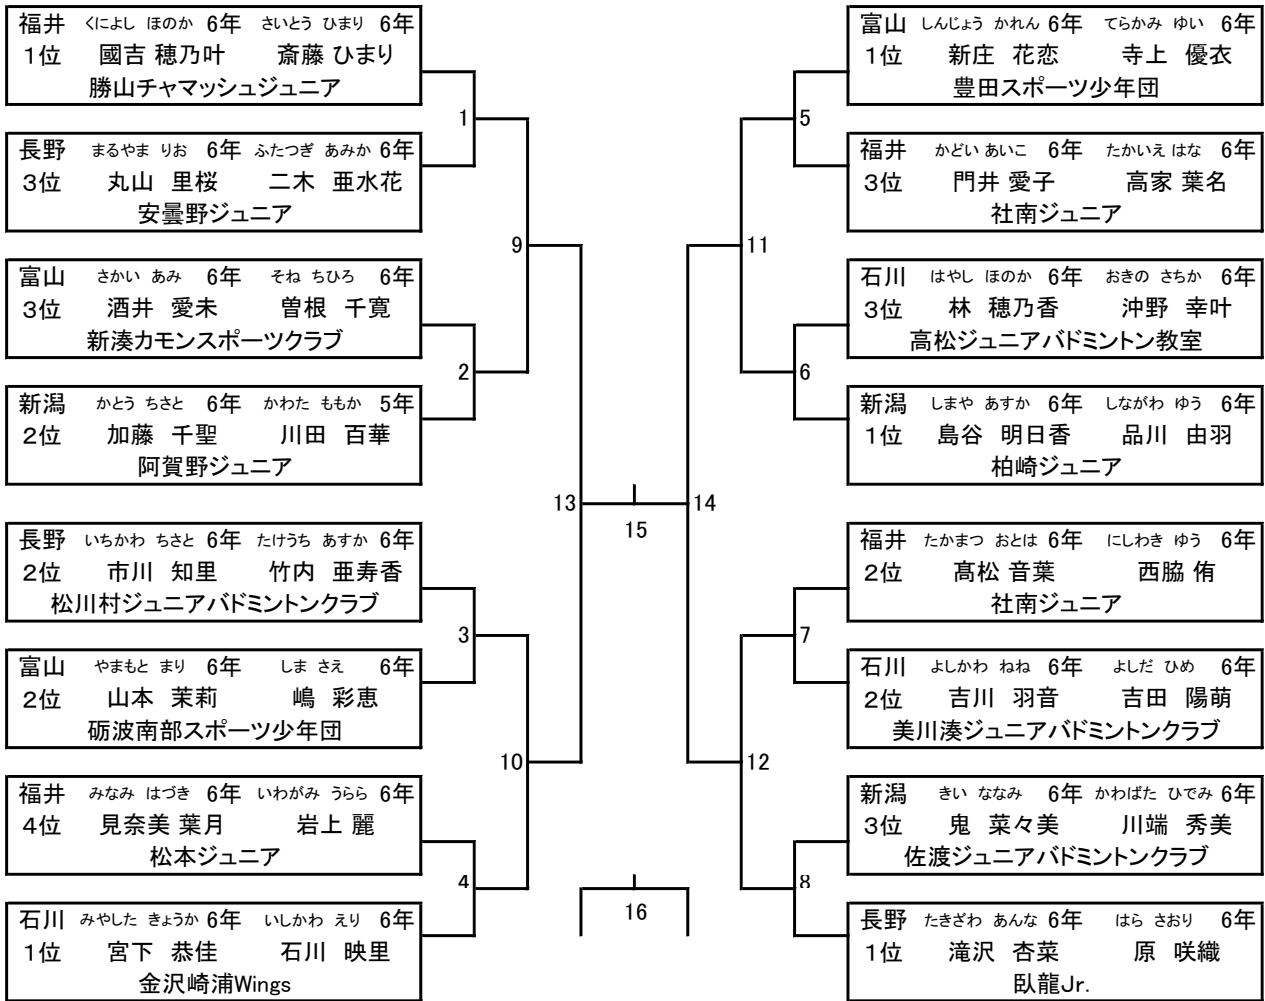 福井 くによし ほのか 6年 さいとう ひまり 6年
1位 國吉 穂乃叶 斎藤 ひまり
勝山チャマッシュジュニア
長野 まるやま りお 6年 ふたつぎ あみか 6年
3位 丸山 里桜 二木 亜水花
安曇野ジュニア
富山 さかい あみ 6年 そね ちひろ 6年
3位 酒井 愛未 曽根 千寛
新湊カモンスポーツクラブ
新潟 かとう ちさと 6年 かわた ももか 5年
2位 加藤 千聖 川田 百華
阿賀野ジュニア
長野 いちかわ ちさと 6年 たけうち あすか 6年
2位 市川 知里 竹内 亜寿香
松川村ジュニアバドミントンクラブ
富山 やまもと まり 6年 しま さえ 6年
2位 山本 茉莉 嶋 彩恵
砺波南部スポーツ少年団
福井 みなみ はづき 6年 いわがみ うらら 6年
4位 見奈美 葉月 岩上 麗
松本ジュニア
石川 みやした きょうか 6年 いしかわ えり 6年
1位 宮下 恭佳 石川 映里
金沢崎浦Wings
1
2
3
4
9
10
13
15
16
14
11
12
5
6
7
8
富山 しんじょう かれん 6年 てらかみ ゆい 6年
1位 新庄 花恋 寺上 優衣
豊田スポーツ少年団
福井 かどい あいこ 6年 たかいえ はな 6年
3位 門井 愛子 高家 葉名
社南ジュニア
石川 はやし ほのか 6年 おきの さちか 6年
3位 林 穂乃香 沖野 幸叶
高松ジュニアバドミントン教室
新潟 しまや あすか 6年 しながわ ゆう 6年
1位 島谷 明日香 品川 由羽
柏崎ジュニア
福井 たかまつ おとは 6年 にしわき ゆう 6年
2位 髙松 音葉 西脇 侑
社南ジュニア
石川 よしかわ ねね 6年 よしだ ひめ 6年
2位 吉川 羽音 吉田 陽萌
美川湊ジュニアバドミントンクラブ
新潟 きい ななみ 6年 かわばた ひでみ 6年
3位 鬼 菜々美 川端 秀美
佐渡ジュニアバドミントンクラブ
長野 たきざわ あんな 6年 はら さおり 6年
1位 滝沢 杏菜 原 咲織
臥龍Jr.